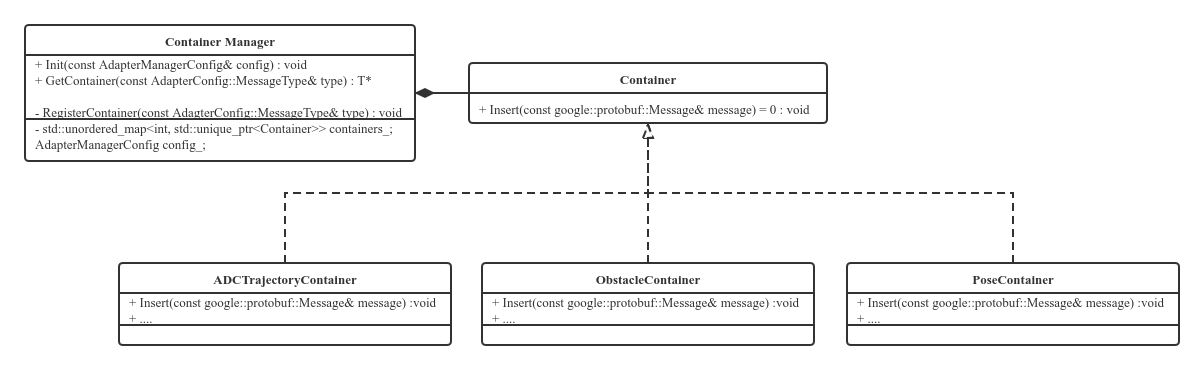 Container Manager
+ Init(const AdapterManagerConfig& config) : void
+ GetContainer(const AdapterConfig::MessageType& type) : T*
- RegisterContainer(const AdagterConfig::MessageType& type) : void
- std::unordered_map<int, std::unique_ptr<Container>> containers_;
AdapterManagerConfig config_;
Container
+ Insert(const google::protobuf::Message& message) = 0 : void
ADCTrajectoryContainer
+ Insert(const google::protobuf::Message& message) :void
+ ....
ObstacleContainer
+ Insert(const google::protobuf::Message& message) :void
+ ....
PoseContainer
+ Insert(const google::protobuf::Message& message) :void
+ ....